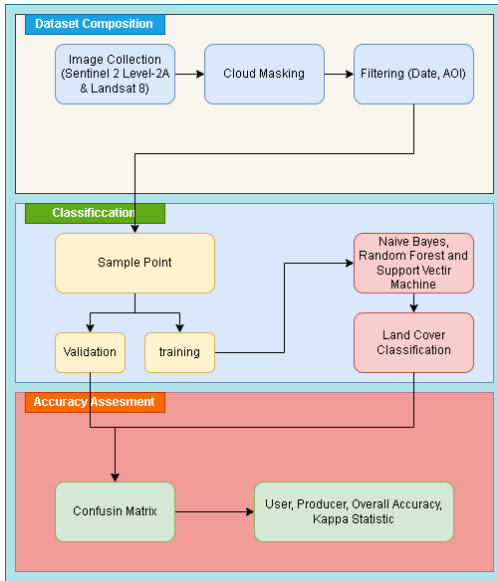 Dataset Composition
Image Collection
(Sentinel 2 Level-2A
& Landsat 8)
Cloud Masking
Filtering (Date, AOI)
Classificcation
Sample Point
Naive Bayes,
Random Forest and
Support Vectir
Machine
Validation
training
Land Cover
Classification
Accuracy Assesment
Confusin Matrix
User, Producer, Overall Accuracy,
Kappa Statistic